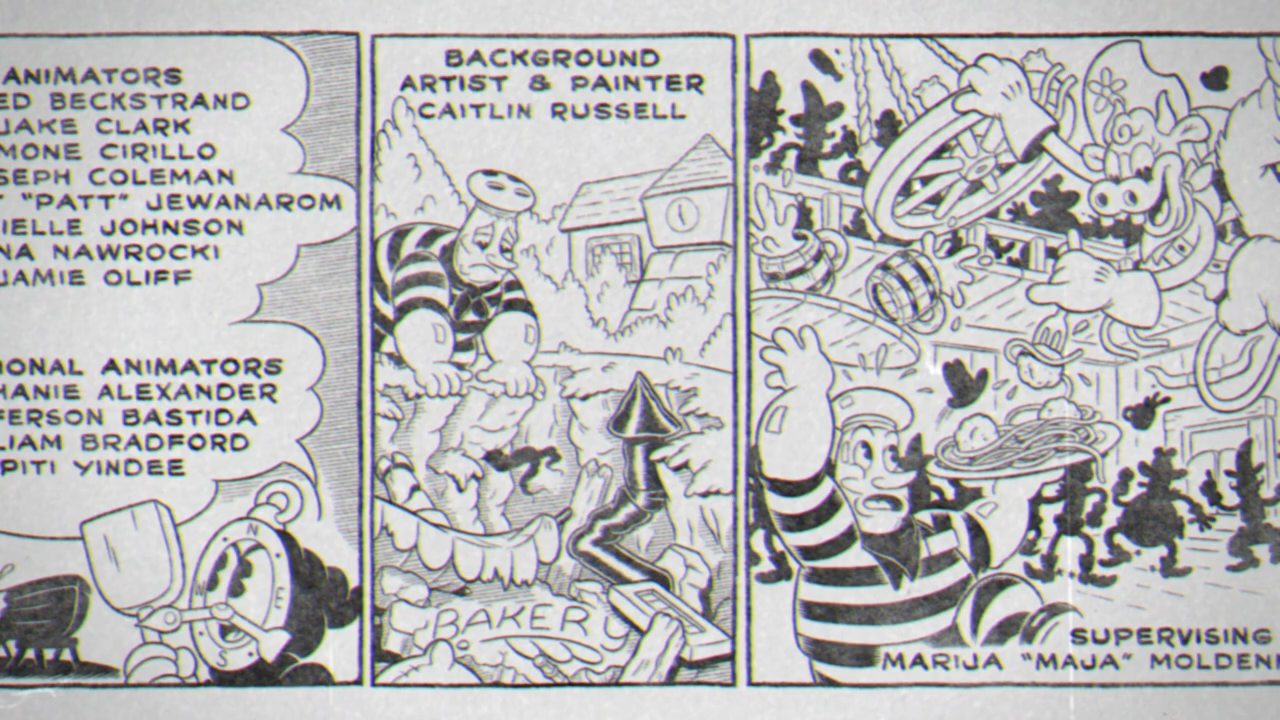 ANIMATORS
ED BECKSTRAND
JAKE CLARK
MONE CIRILLO
SEPH COLEMAN
"PATT" JEWANAROM
IELLE JOHNSON
NA NAWROCKI
JAMIE OLIFF
IONAL ANIMATORS
HANIE ALEXANDER
FERSON BASTIDA
LIAM BRADFORD
PITI YINDEE
N
E
S
BACKGROUND
ARTIST & PAINTER
CAITLIN RUSSELL
BAKERY
SUPERVISING
MARIJA "MAJA" MOLDEN